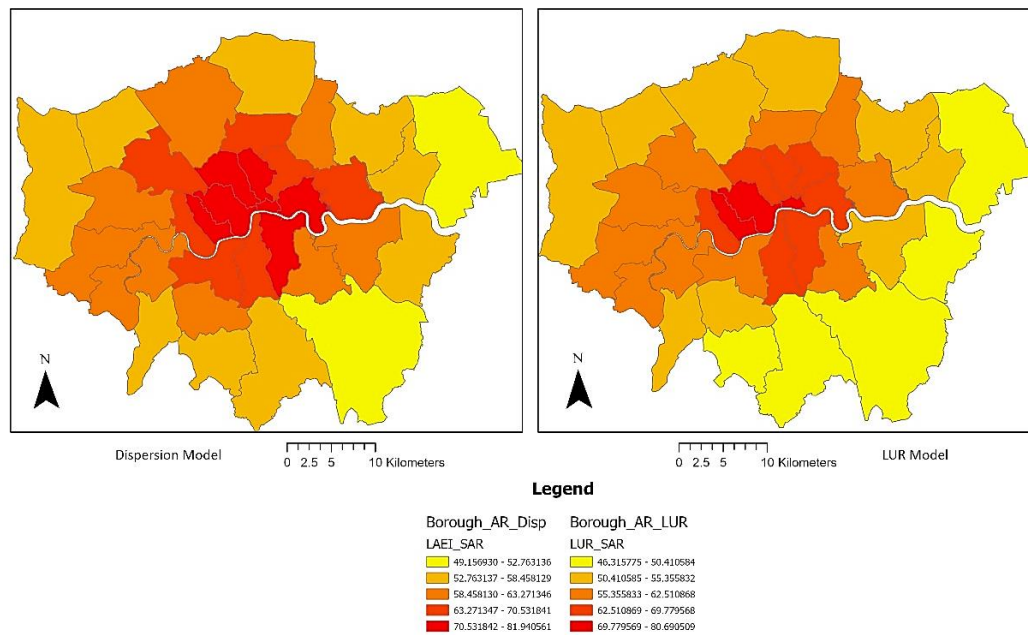 N
N
Dispersion Model
0 2.5 5 10 Kilometers
0 2.5 5 10 Kilometers
LUR Model
Legend
Borough_AR_Disp
LAEI_SAR
49.156930 - 52.763136
52.763137 - 58.458129
58.458130 - 63.271346
63.271347 - 70.531841
70.531842 - 81.940561
Borough_AR_LUR
LUR_SAR
46.315775 - 50.410584
50.410585 - 55.355832
55.355833 - 62.510868
62.510869 - 69.779568
69.779569 - 80.690509